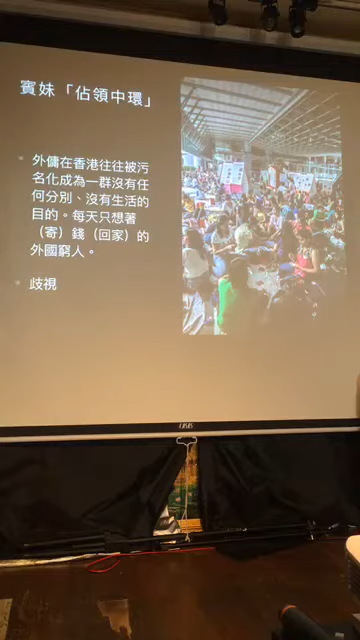 賓妹「佔領中環」
外傭在香港往往被污
名化成為一群沒有任
何分別、沒有生活的
目的。每天只想著
（寄）錢（回家）的
外國窮人。
歧視